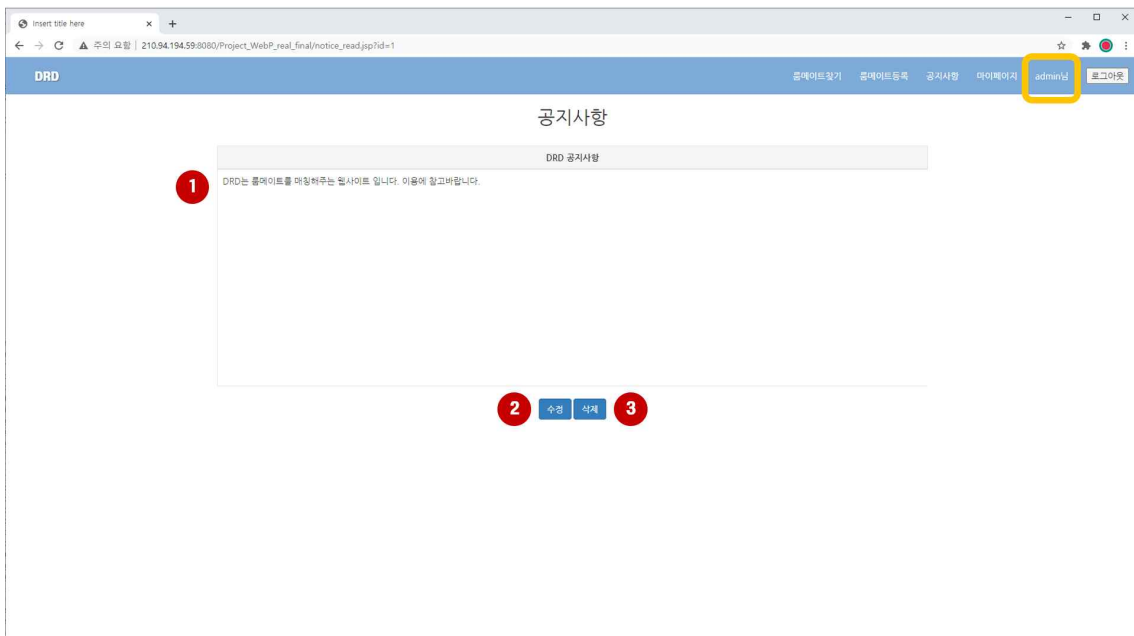 Insert title here
주의 요함 | 210.94.194.59:8080/Project_WebP_real_final/notice_read.jsp?id=1
DRD 룸메이트찾기 룸메이트등록 공지사항 마이페이지 admin님 로그아웃
공지사항
DRD 공지사항
1 DRD는 룸메이트를 매칭해주는 웹사이트 입니다. 이용에 참고바랍니다.
2 수정 삭제 3